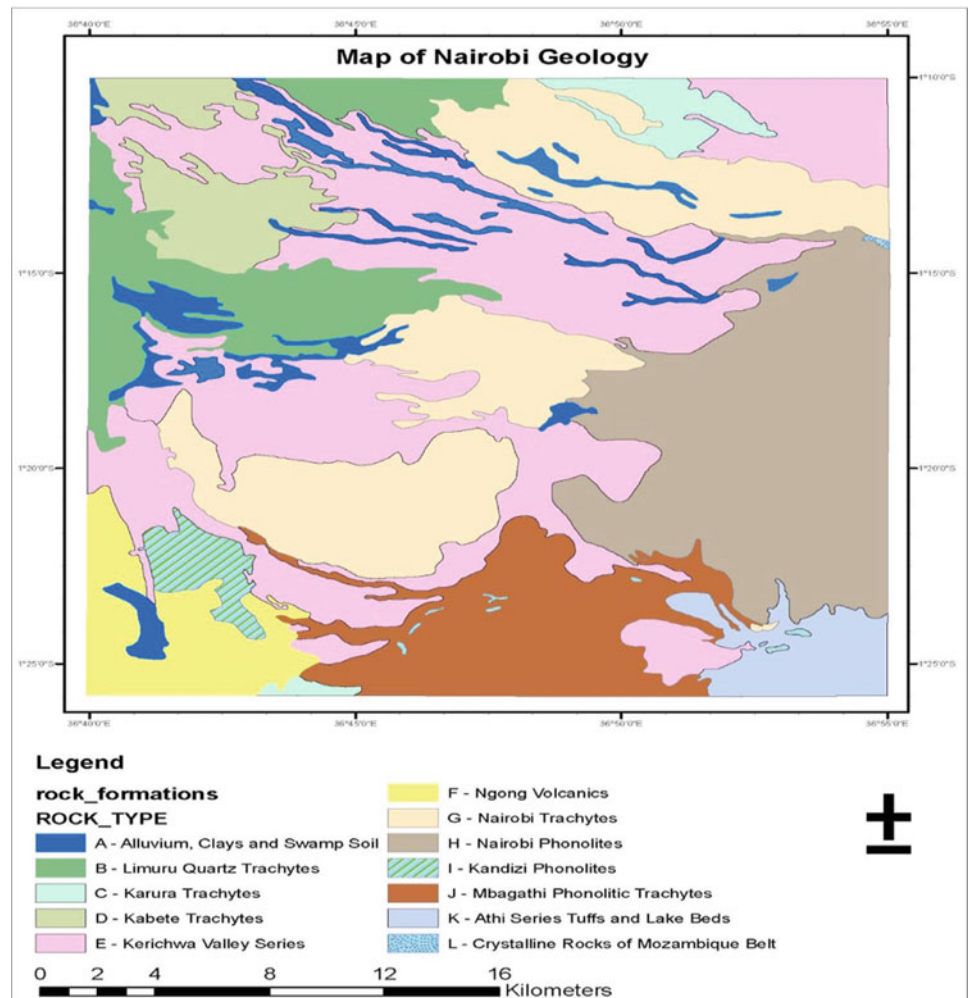 36°40'0"E 36°45'0"E 36°50'0"E 36°55'0"E
Map of Nairobi Geology
1°10'0"S 1°10'0"S
1°15'0"S 1°15'0"S
1°20'0"S 1°20'0"S
1°25'0"S 1°25'0"S
36°40'0"E 36°45'0"E 36°50'0"E 36°55'0"E
Legend
rock_formations
ROCK_TYPE
A - Alluvium, Clays and Swamp Soil
B - Limuru Quartz Trachytes
C - Karura Trachytes
D - Kabete Trachytes
E - Kerichwa Valley Series
F - Ngong Volcanics
G - Nairobi Trachytes
H - Nairobi Phonolites
I - Kandizi Phonolites
J - Mbagathi Phonolitic Trachytes
K - Athi Series Tuffs and Lake Beds
L - Crystalline Rocks of Mozambique Belt
±
0 2 4 8 12 16
Kilometers